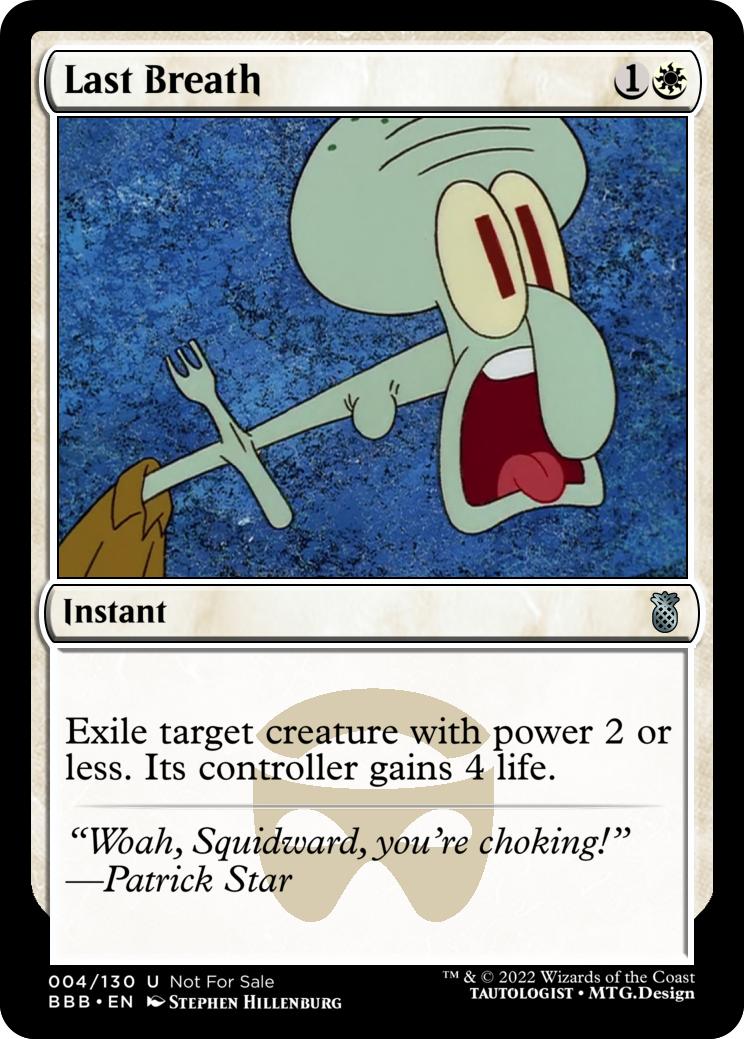 Last Breath
1
Instant
Exile target creature with power 2 or
less. Its controller gains 4 life.
“Woah, Squidward, you’re choking!”
—Patrick Star
004/130 U Not For Sale
BBB • EN Stephen Hillenburg
™ & © 2022 Wizards of the Coast
TAUTOLOGIST • MTG.Design